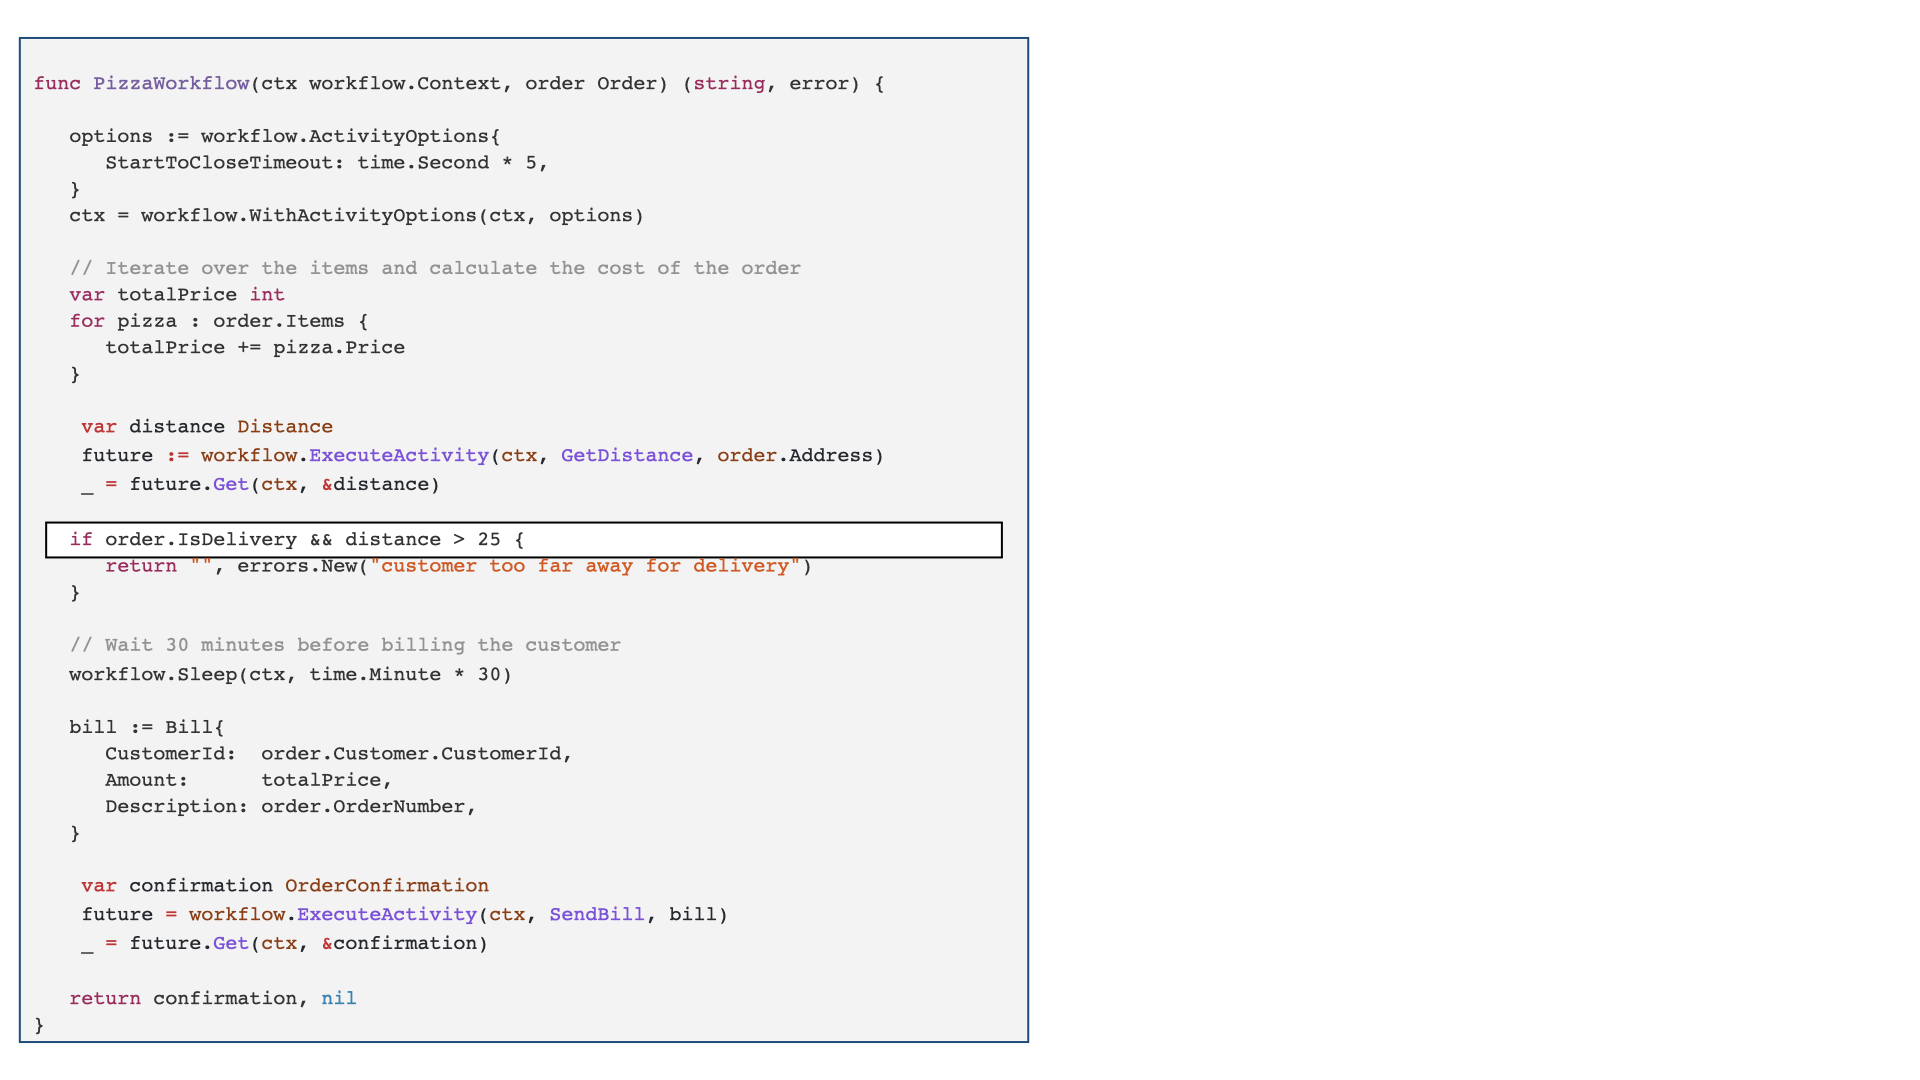 func PizzaWorkflow(ctx workflow.Context, order Order) (string, error) {
options := workflow.ActivityOptions{
StartToCloseTimeout: time.Second * 5,
}
ctx = workflow.WithActivityOptions(ctx, options)
// Iterate over the items and calculate the cost of the order
var totalPrice int
for pizza : order.Items {
totalPrice += pizza.Price
}
var distance Distance
future := workflow.ExecuteActivity(ctx, GetDistance, order.Address)
_ = future.Get(ctx, &distance)
if order.IsDelivery && distance > 25 {
return "", errors.New("customer too far away for delivery")
}
// Wait 30 minutes before billing the customer
workflow.Sleep(ctx, time.Minute * 30)
bill := Bill{
CustomerId: order.Customer.CustomerId,
Amount: totalPrice,
Description: order.OrderNumber,
}
var confirmation OrderConfirmation
future = workflow.ExecuteActivity(ctx, SendBill, bill)
_ = future.Get(ctx, &confirmation)
return confirmation, nil
}